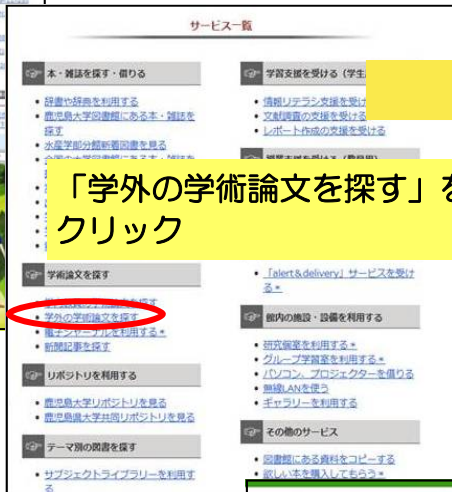 サービス一覧
本・雑誌を探す・借りる
辞書や辞典を利用する
鹿児島大学図書館にある本・雑誌を
探す
水産学部分館新着図書を見る
「学外の学術論文を探す」を
クリック
学術論文を探す
学外の学術論文を探す
電子ジャーナルを利用する*
新聞記事を探す
リポジトリを利用する
鹿児島大学リポジトリを見る
鹿児島県大学共同リポジトリを見る
テーマ別の図書を探す
サブジェクトライブラリーを利用す
る
学習支援を受ける（学生
情報リテラシ支援を受け
文献調査の支援を受ける
レポート作成の支援を受ける
「alert&delivery」サービスを受け
る*
館内の施設・設備を利用する
研究個室を利用する*
グループ学習室を利用する*
パソコン、プロジェクターを借りる
無線LANを使う
ギャラリーを利用する
その他のサービス
図書館にある資料をコピーする
欲しい本を購入してもらう*